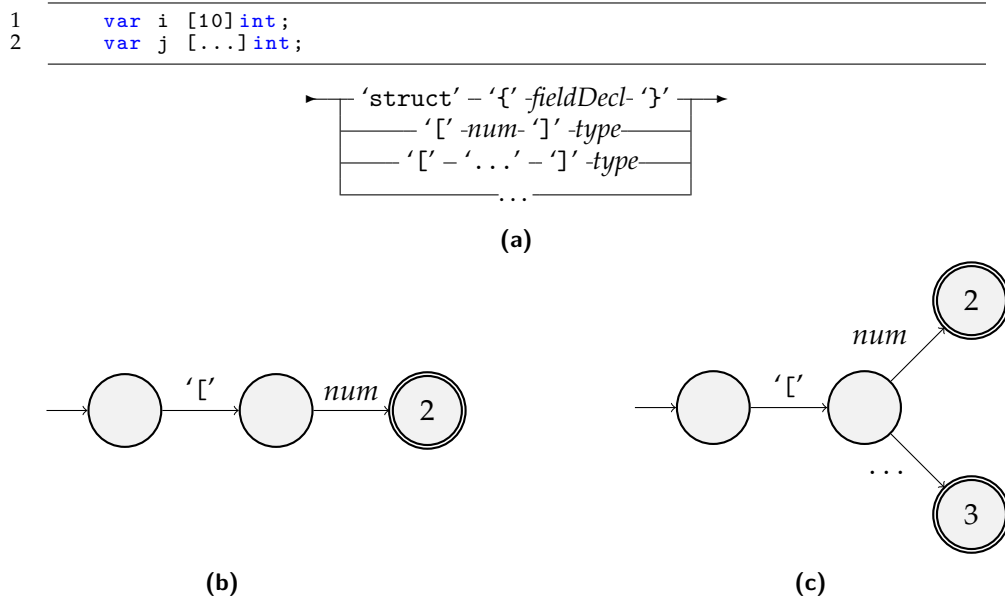 1 var i [10]int;
2 var j [...]int;
‘struct’ – ‘{’ -fieldDecl- ‘}’
‘[’ -num- ‘]’ -type
‘[’ – ‘...’ – ‘]’ -type
...
(a)
‘[’ num 2
‘[’ num 2
... 3
(b) (c)